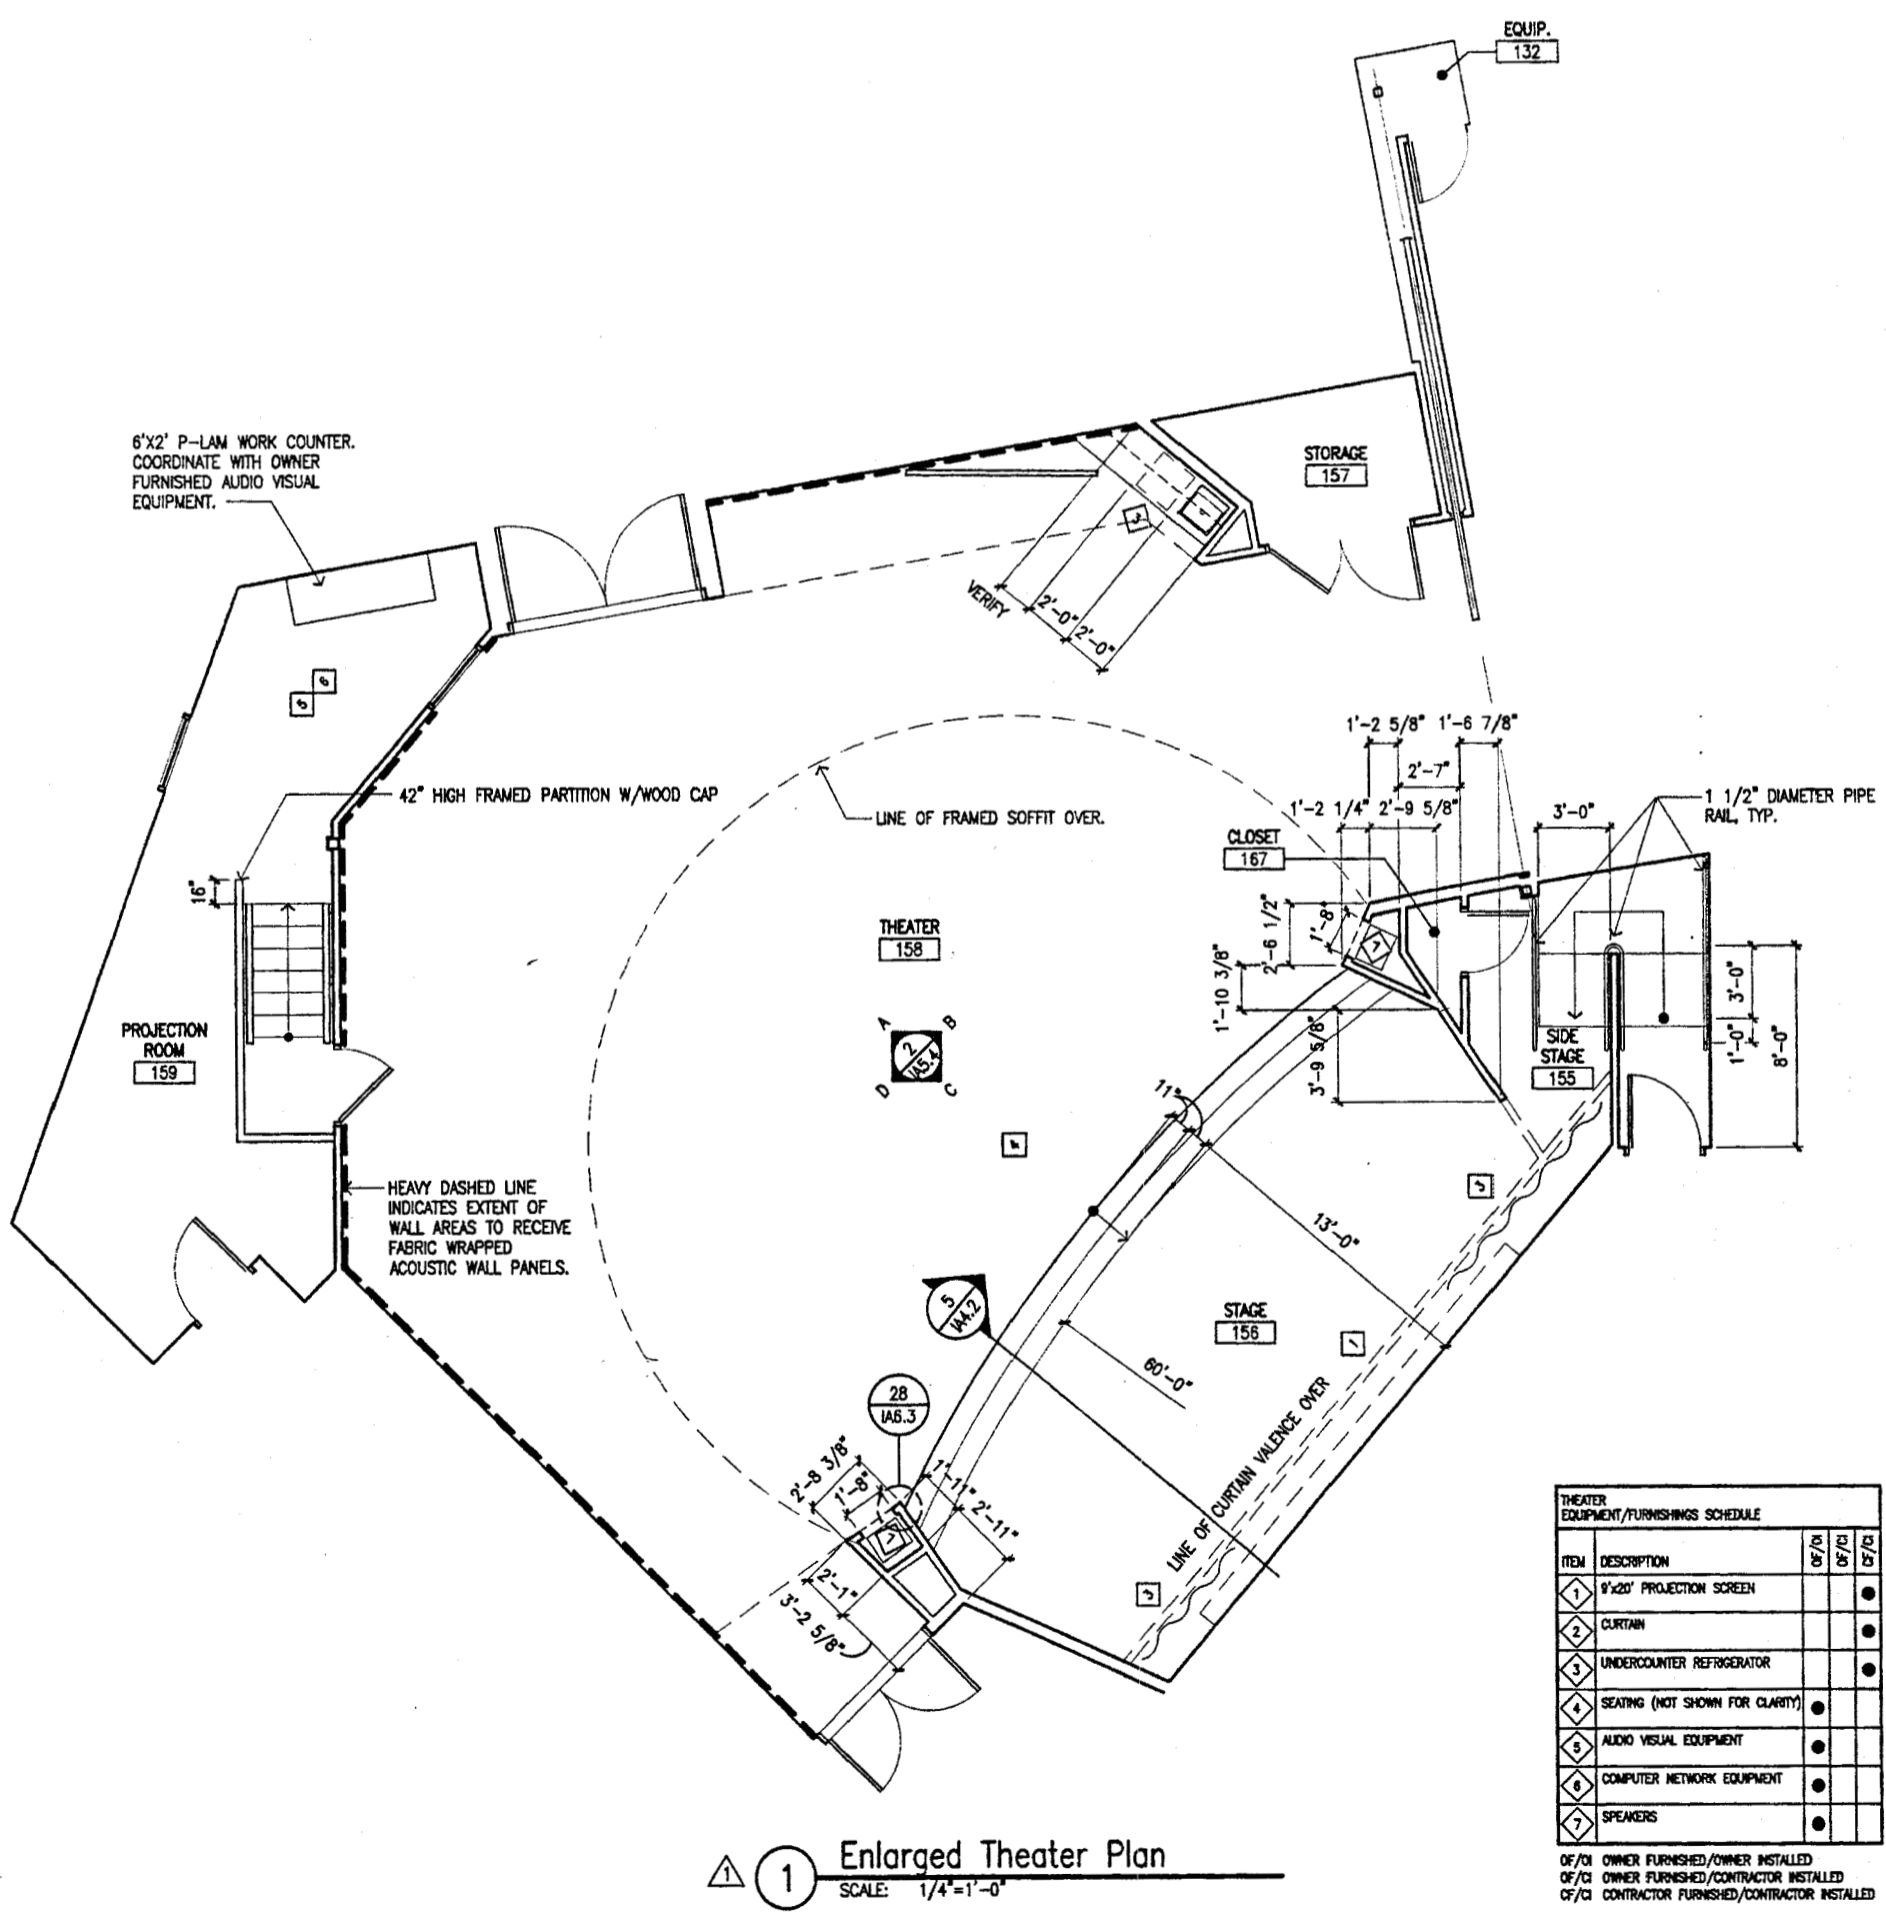 EQUIP.
132
6'X2' P-LAM WORK COUNTER.
COORDINATE WITH OWNER
FURNISHED AUDIO VISUAL
EQUIPMENT.
STORAGE
157
3
VERIFY
2'-0"
2'-0"
5
6
42" HIGH FRAMED PARTITION W/WOOD CAP
LINE OF FRAMED SOFFIT OVER.
1'-2 5/8"
1'-6 7/8"
2'-7"
1'-2 1/4"
2'-9 5/8"
3'-0"
1 1/2" DIAMETER PIPE
RAIL, TYP.
CLOSET
167
16"
2'-6 1/2"
1'-8"
7
1'-10 3/8"
3'-9 5/8"
THEATER
158
A
B
2
IA5.4
D
C
PROJECTION
ROOM
159
SIDE
STAGE
155
3'-0"
1'-0"
8'-0"
11"
4
HEAVY DASHED LINE
INDICATES EXTENT OF
WALL AREAS TO RECEIVE
FABRIC WRAPPED
ACOUSTIC WALL PANELS.
13'-0"
5
IA4.2
STAGE
156
1
60'-0"
LINE OF CURTAIN VALENCE OVER
28
IA6.3
2'-8 3/8"
1'-8"
1'-11"
2'-11"
7
2'-1"
3'-2 5/8"
THEATER
EQUIPMENT/FURNISHINGS SCHEDULE
ITEM DESCRIPTION OF/OI OF/CI CF/CI
1 9'x20' PROJECTION SCREEN
2 CURTAIN
3 UNDERCOUNTER REFRIGERATOR
4 SEATING (NOT SHOWN FOR CLARITY)
5 AUDIO VISUAL EQUIPMENT
6 COMPUTER NETWORK EQUIPMENT
7 SPEAKERS
OF/OI OWNER FURNISHED/OWNER INSTALLED
OF/CI OWNER FURNISHED/CONTRACTOR INSTALLED
CF/CI CONTRACTOR FURNISHED/CONTRACTOR INSTALLED
1
1
Enlarged Theater Plan
SCALE: 1/4"=1'-0"